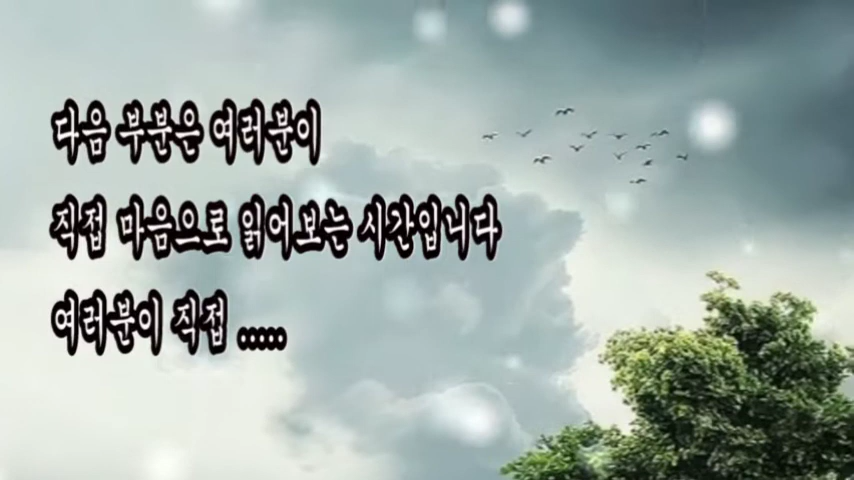 다음 부분은 여러분이
직접 마음으로 읽어보는 시간입니다
여러분이 직접 .....